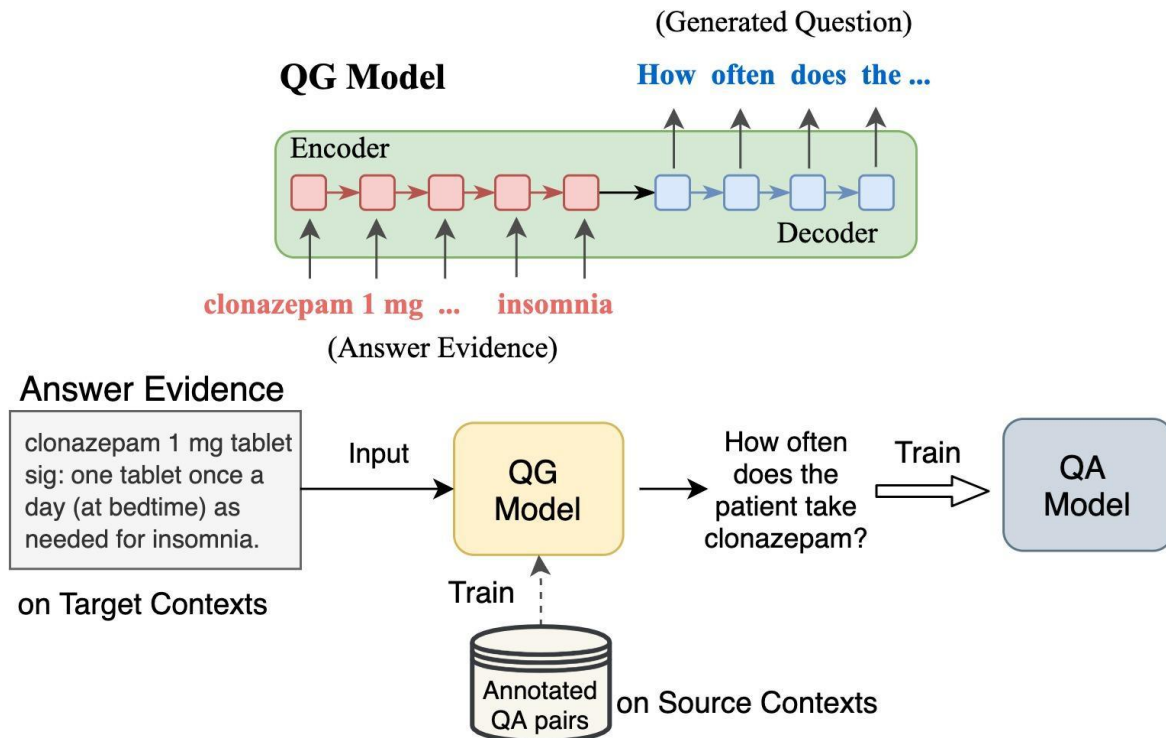 (Generated Question)
QG Model
How often does the ...
Encoder
Decoder
clonazepam 1 mg ... insomnia
(Answer Evidence)
Answer Evidence
clonazepam 1 mg tablet
sig: one tablet once a
day (at bedtime) as
needed for insomnia.
on Target Contexts
Input
QG
Model
How often
does the
patient take
clonazepam?
Train
QA
Model
Train
Annotated
QA pairs
on Source Contexts